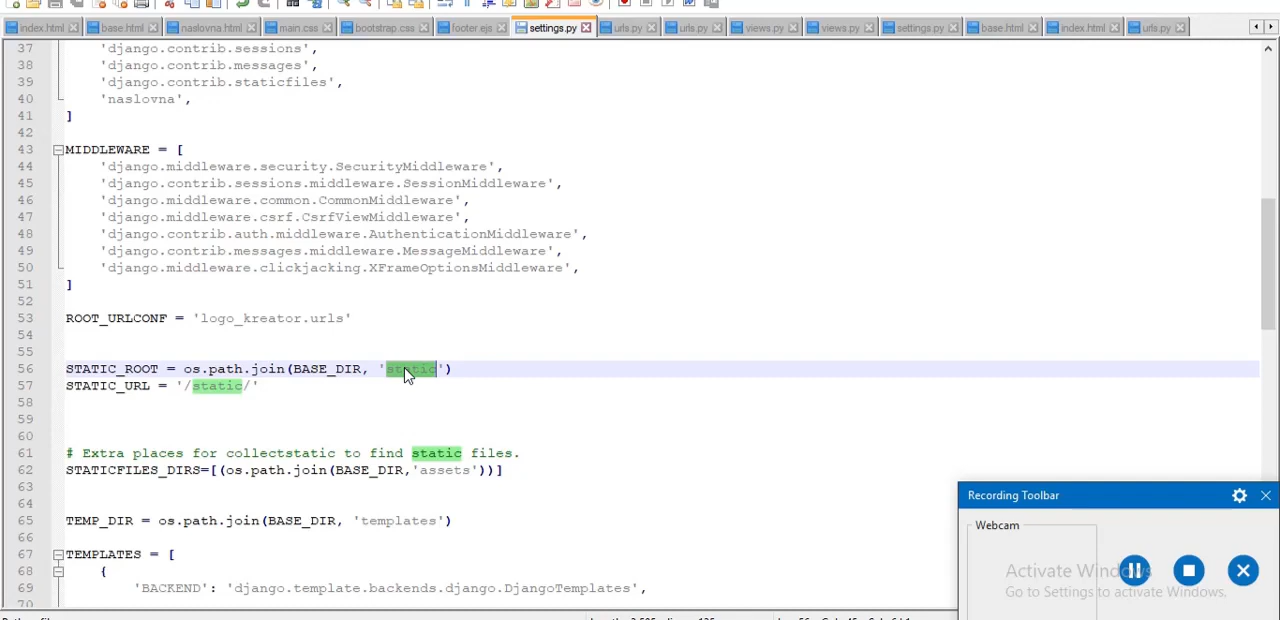 index.html base.html naslovna.html main.css bootstrap.css footer.ejs settings.py urls.py urls.py views.py views.py settings.py base.html index.html urls.py
37 'django.contrib.sessions',
38 'django.contrib.messages',
39 'django.contrib.staticfiles',
40 'naslovna',
41 ]
42
43 MIDDLEWARE = [
44 'django.middleware.security.SecurityMiddleware',
45 'django.contrib.sessions.middleware.SessionMiddleware',
46 'django.middleware.common.CommonMiddleware',
47 'django.middleware.csrf.CsrfViewMiddleware',
48 'django.contrib.auth.middleware.AuthenticationMiddleware',
49 'django.contrib.messages.middleware.MessageMiddleware',
50 'django.middleware.clickjacking.XFrameOptionsMiddleware',
51 ]
52
53 ROOT_URLCONF = 'logo_kreator.urls'
54
55
56 STATIC_ROOT = os.path.join(BASE_DIR, 'static')
57 STATIC_URL = '/static/'
58
59
60
61 # Extra places for collectstatic to find static files.
62 STATICFILES_DIRS=[(os.path.join(BASE_DIR,'assets'))]
63
64
65 TEMP_DIR = os.path.join(BASE_DIR, 'templates')
66
67 TEMPLATES = [
68 {
69 'BACKEND': 'django.template.backends.django.DjangoTemplates',
70
Recording Toolbar
Webcam
Activate Windows
Go to Settings to activate Windows.